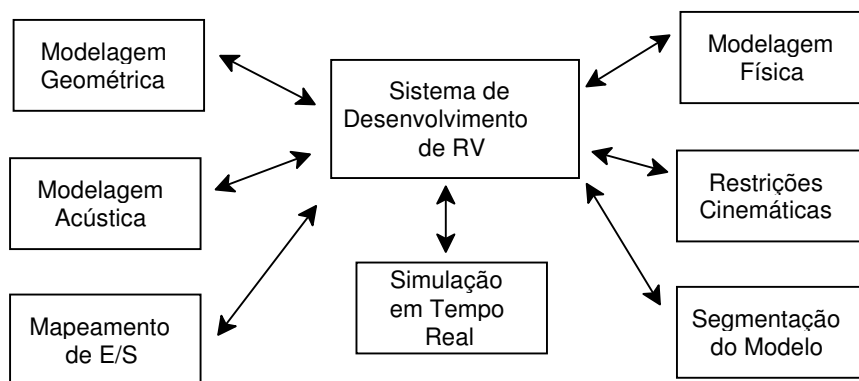 Modelagem
Geométrica
Sistema de
Desenvolvimento
de RV
Modelagem
Física
Modelagem
Acústica
Restrições
Cinemáticas
Mapeamento
de E/S
Simulação
em Tempo
Real
Segmentação
do Modelo